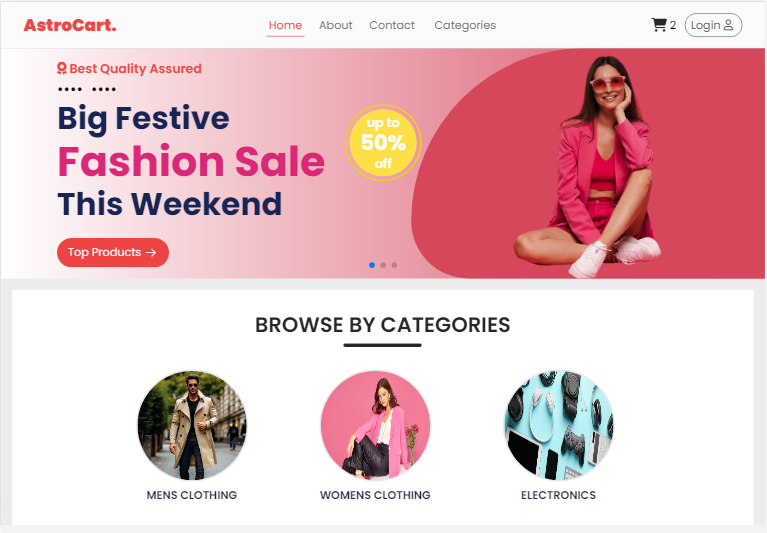 AstroCart.
Home About Contact Categories
2
Login
Best Quality Assured
Big Festive
Fashion Sale
This Weekend
up to
50%
off
Top Products →
BROWSE BY CATEGORIES
MENS CLOTHING
WOMENS CLOTHING
ELECTRONICS